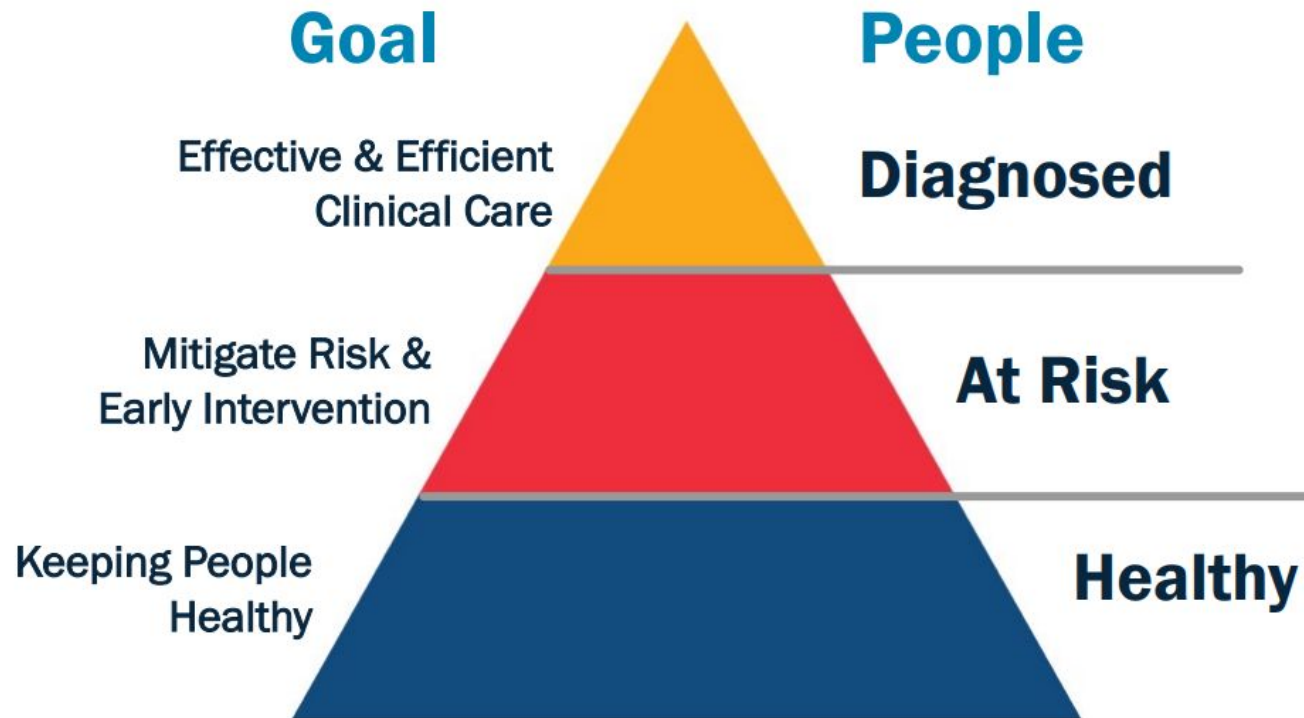 Goal
People
Effective & Efficient
Clinical Care
Diagnosed
Mitigate Risk &
Early Intervention
At Risk
Keeping People
Healthy
Healthy